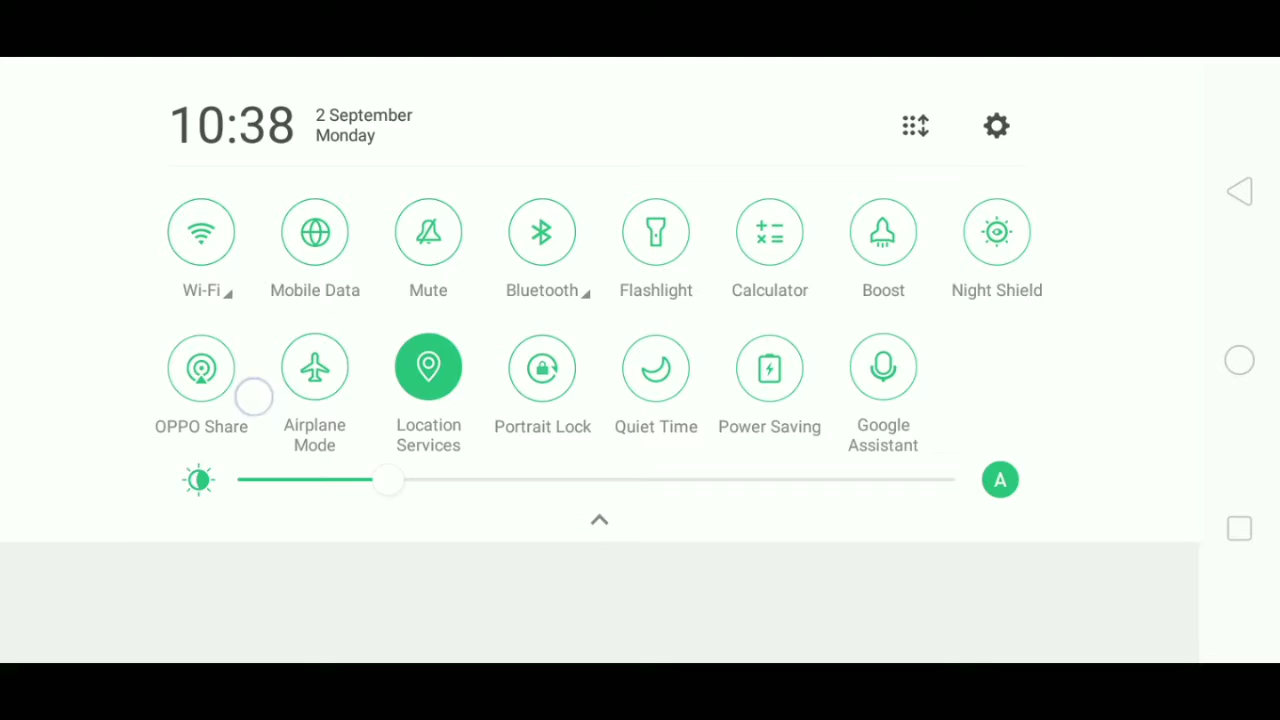 10:38
2 September
Monday
Wi-Fi
Mobile Data
Mute
Bluetooth
Flashlight
Calculator
Boost
Night Shield
OPPO Share
Airplane
Mode
Location
Services
Portrait Lock
Quiet Time
Power Saving
Google
Assistant
A